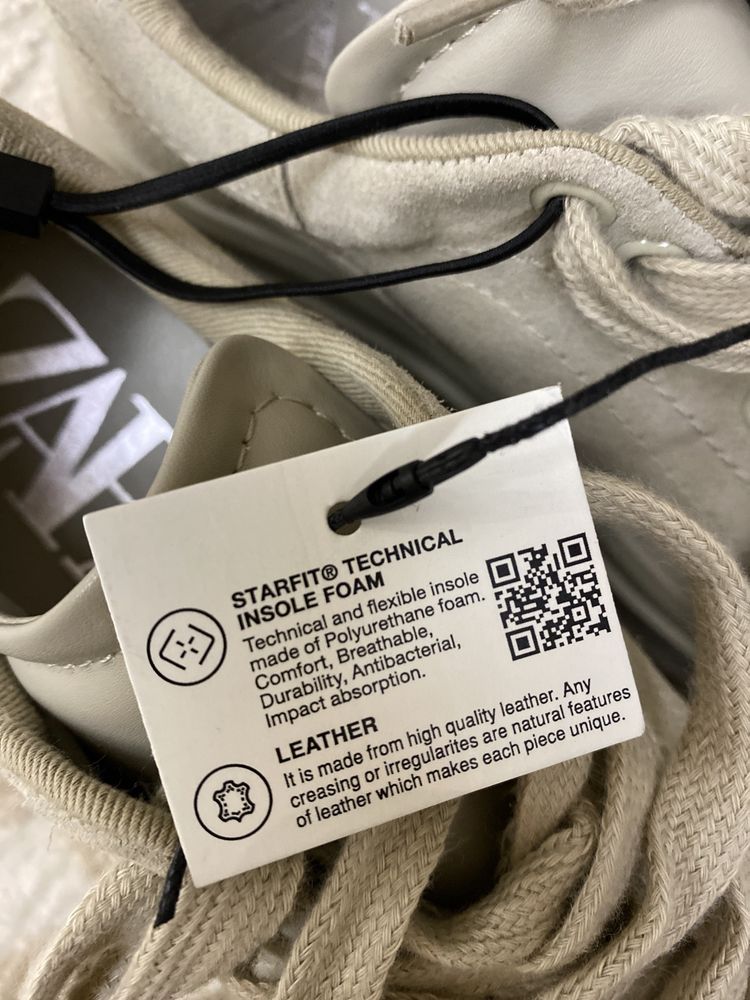 ZARA
STARFIT® TECHNICAL
INSOLE FOAM
Technical and flexible insole
made of Polyurethane foam.
Comfort, Breathable,
Durability, Antibacterial,
Impact absorption.
LEATHER
It is made from high quality leather. Any
creasing or irregularites are natural features
of leather which makes each piece unique.